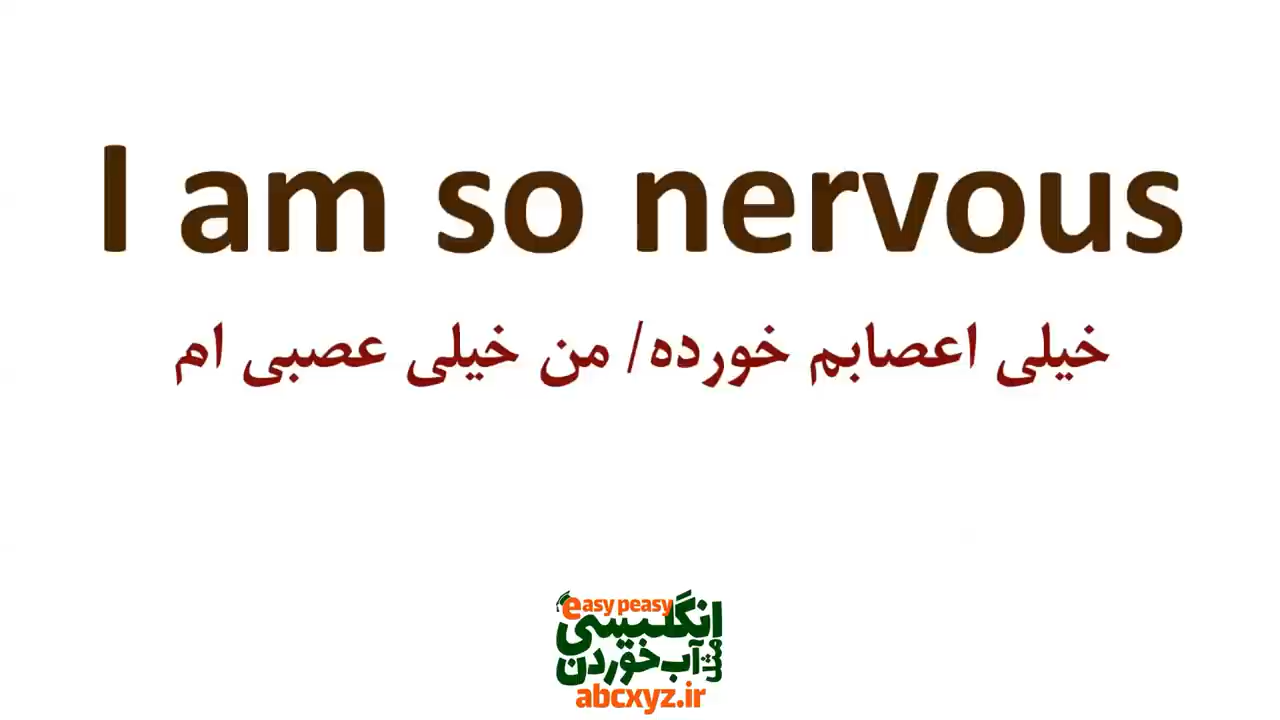 I am so nervous
خیلی اعصابم خورده/ من خیلی عصبی ام
easy peasy
انگلیسی
مثل آب خوردن
abcxyz.ir